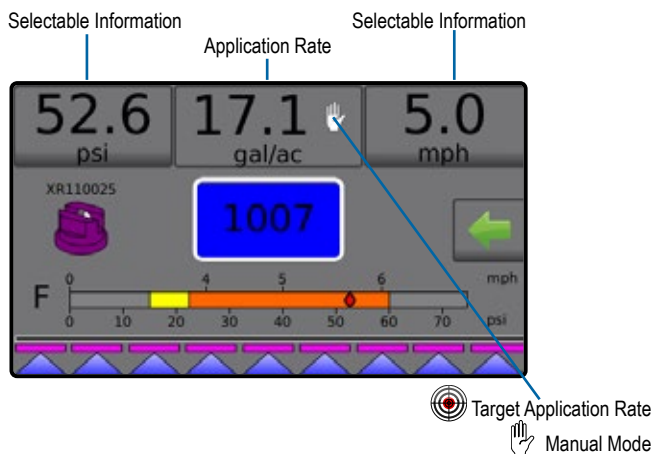 Selectable Information
Selectable Information
Application Rate
52.6
psi
17.1
gal/ac
5.0
mph
XR110025
1007
0 4 5 6 mph
F
0 10 20 30 40 50 60 70 psi
Target Application Rate
Manual Mode